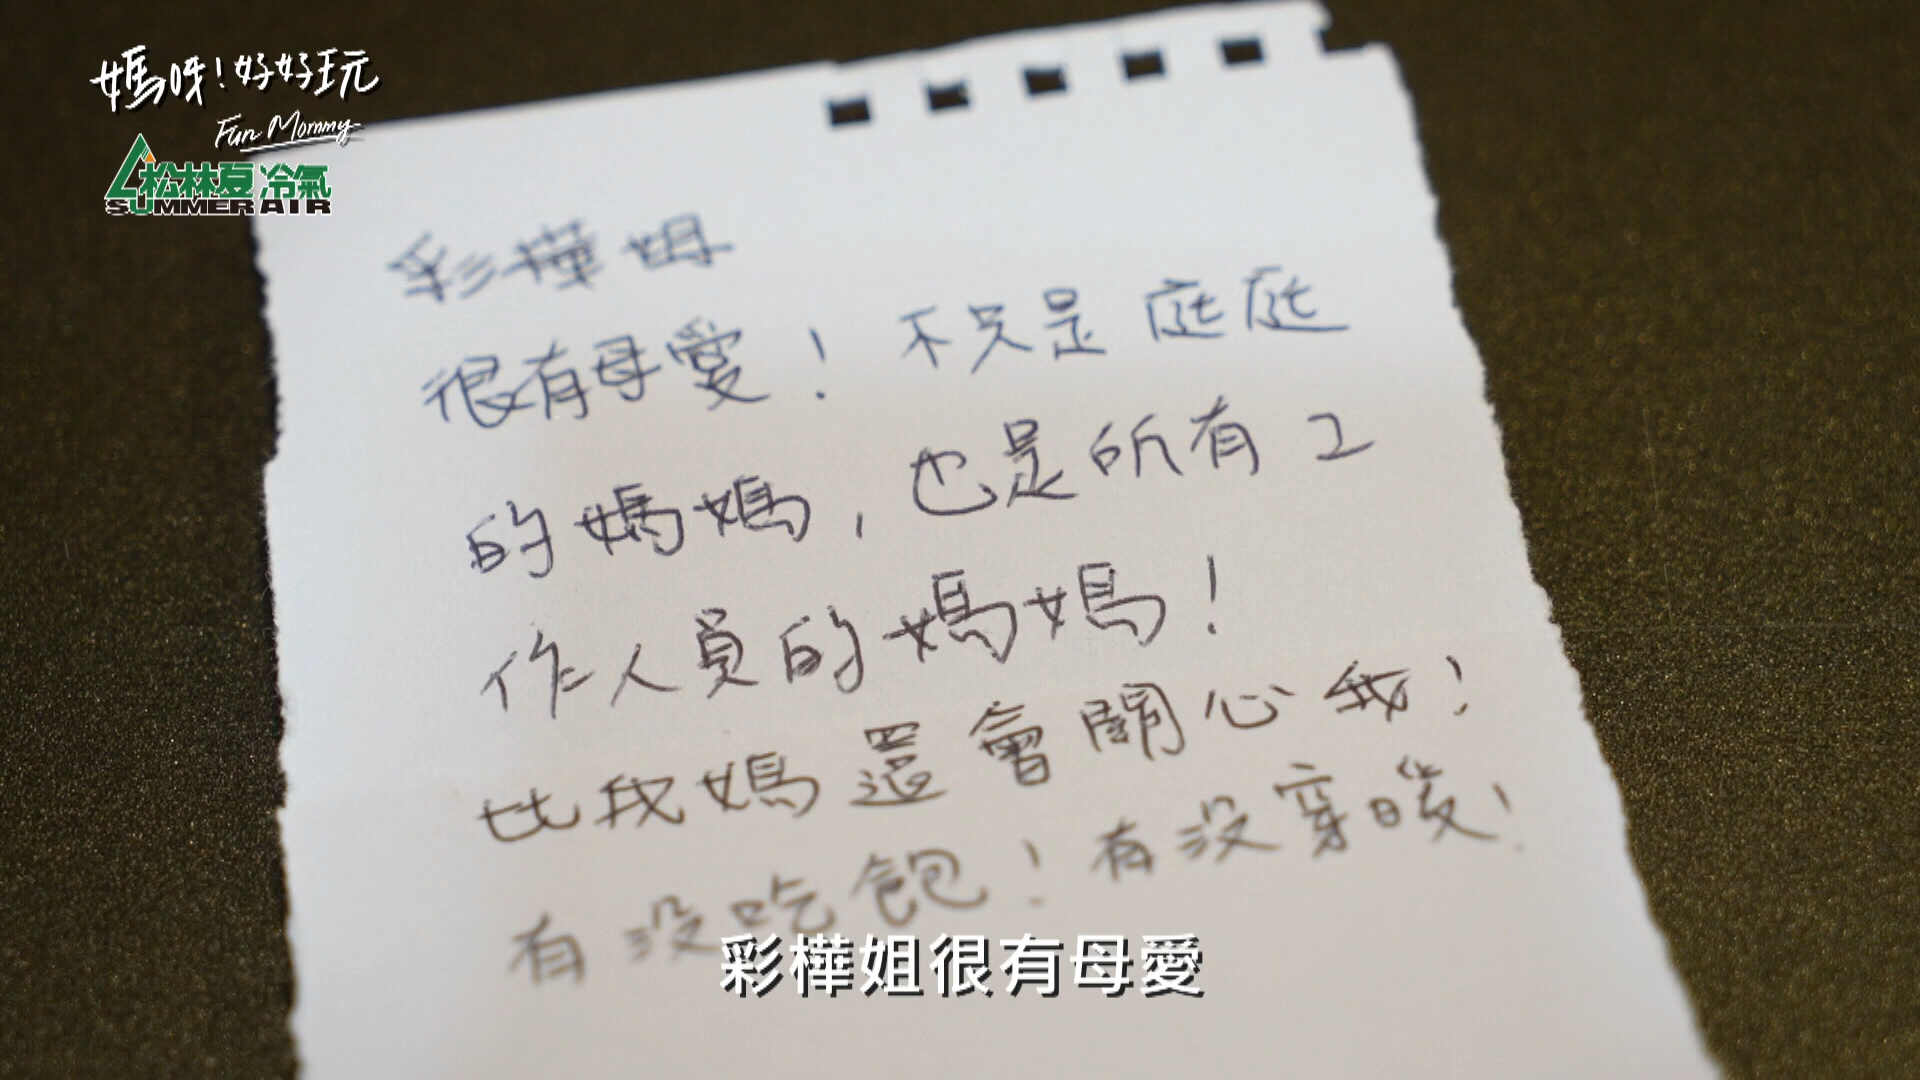 媽呀!好好玩
Fun Mommy
松林夏冷氣
SUMMER AIR
彩樺姐
很有母愛! 不只是庭庭
的媽媽,也是所有工
作人員的媽媽!
比我媽還會關心我!
有沒吃飽!有沒穿暖!
彩樺姐很有母愛